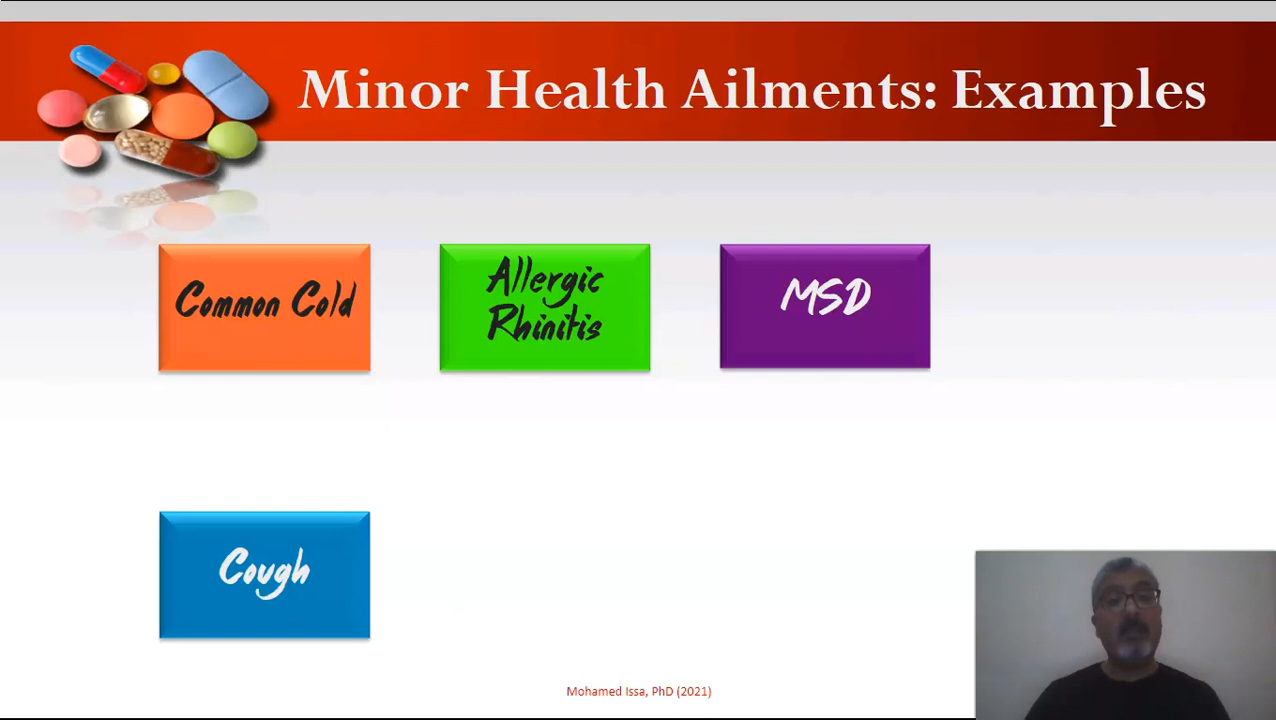 Minor Health Ailments: Examples
Common Cold
Allergic
Rhinitis
MSD
Cough
Mohamed Issa, PhD (2021)